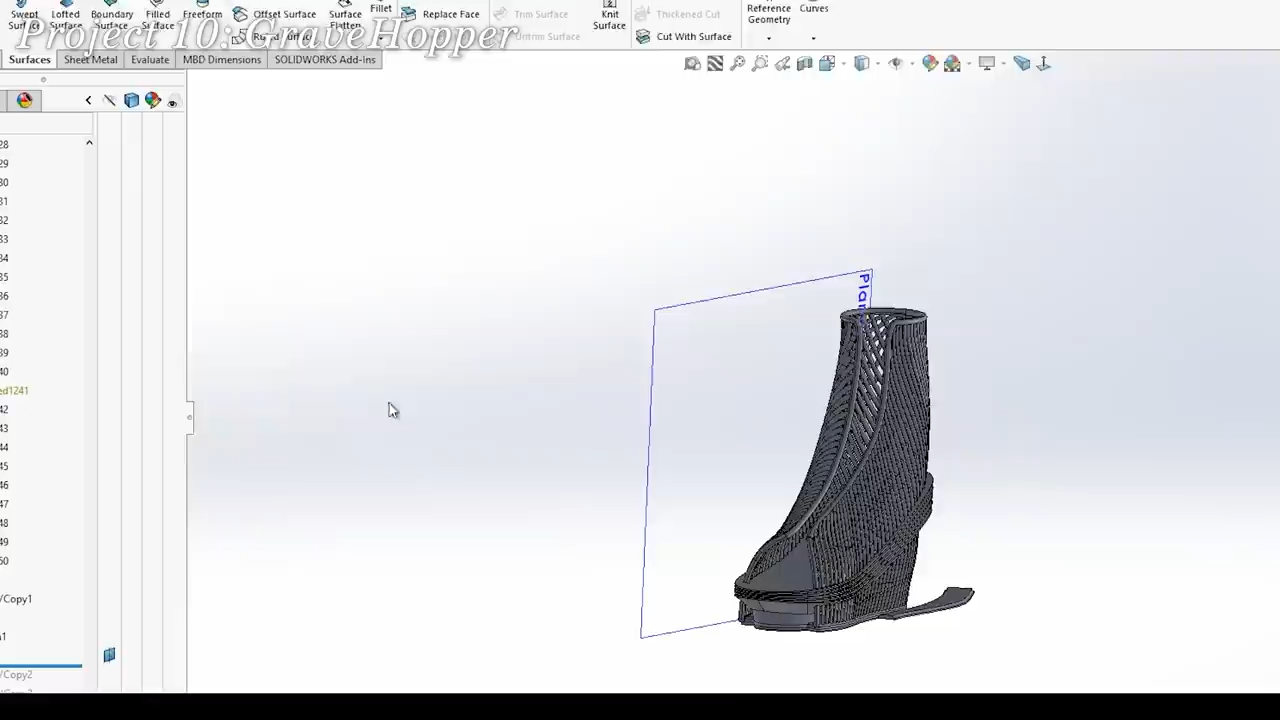 Project 10: GraveHopper
Swept Lofted Boundary Filled Freeform Offset Surface Surface Fillet Replace Face Trim Surface Knit Thickened Cut Reference Curves
Surface Surface Surface Flatten Untrim Surface Surface Cut With Surface Geometry
Surfaces Sheet Metal Evaluate MBD Dimensions SOLIDWORKS Add-Ins
28
29
30
31
32
33
34
35
36
37
38
39
40
ed1241
42
43
44
45
46
47
48
49
50
/Copy1
1
/Copy2
Plan